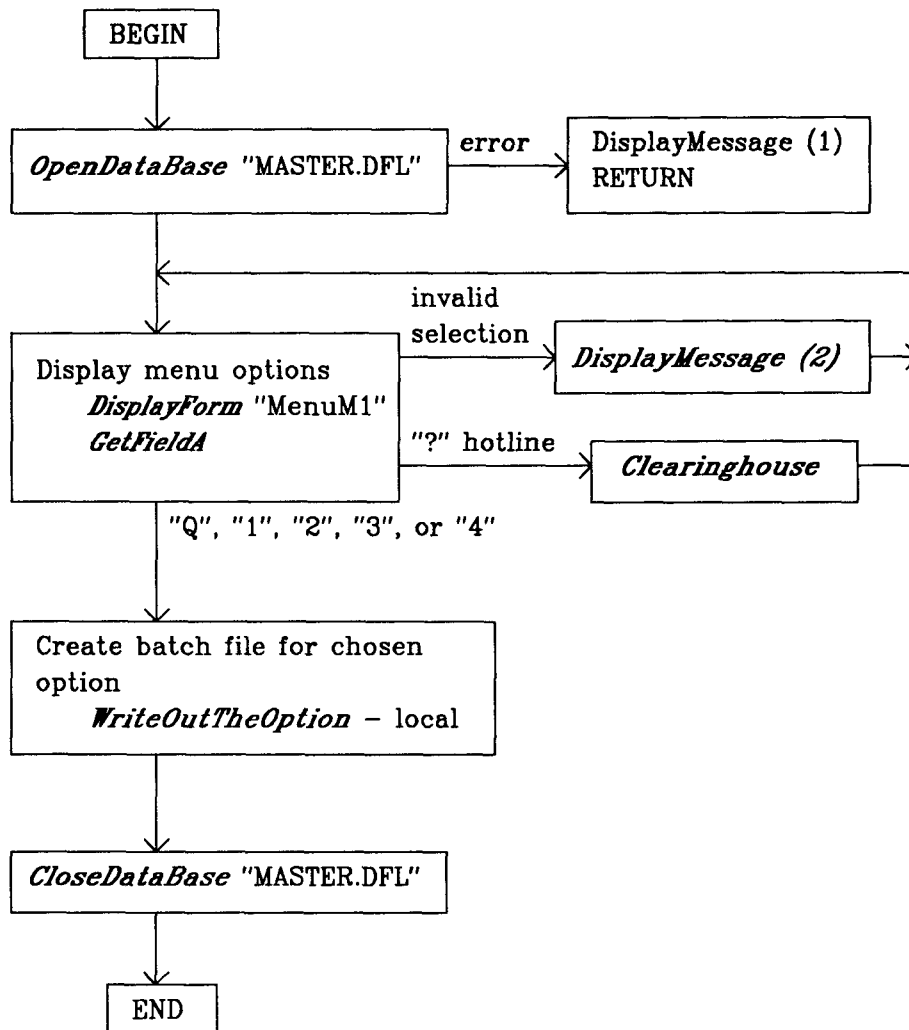 BEGIN
OpenDataBase "MASTER.DFL"
error
DisplayMessage (1)
RETURN
invalid
selection
DisplayMessage (2)
Display menu options
DisplayForm "MenuM1"
GetFieldA
"?" hotline
Clearinghouse
"Q", "1", "2", "3", or "4"
Create batch file for chosen
option
WriteOutTheOption - local
CloseDataBase "MASTER.DFL"
END